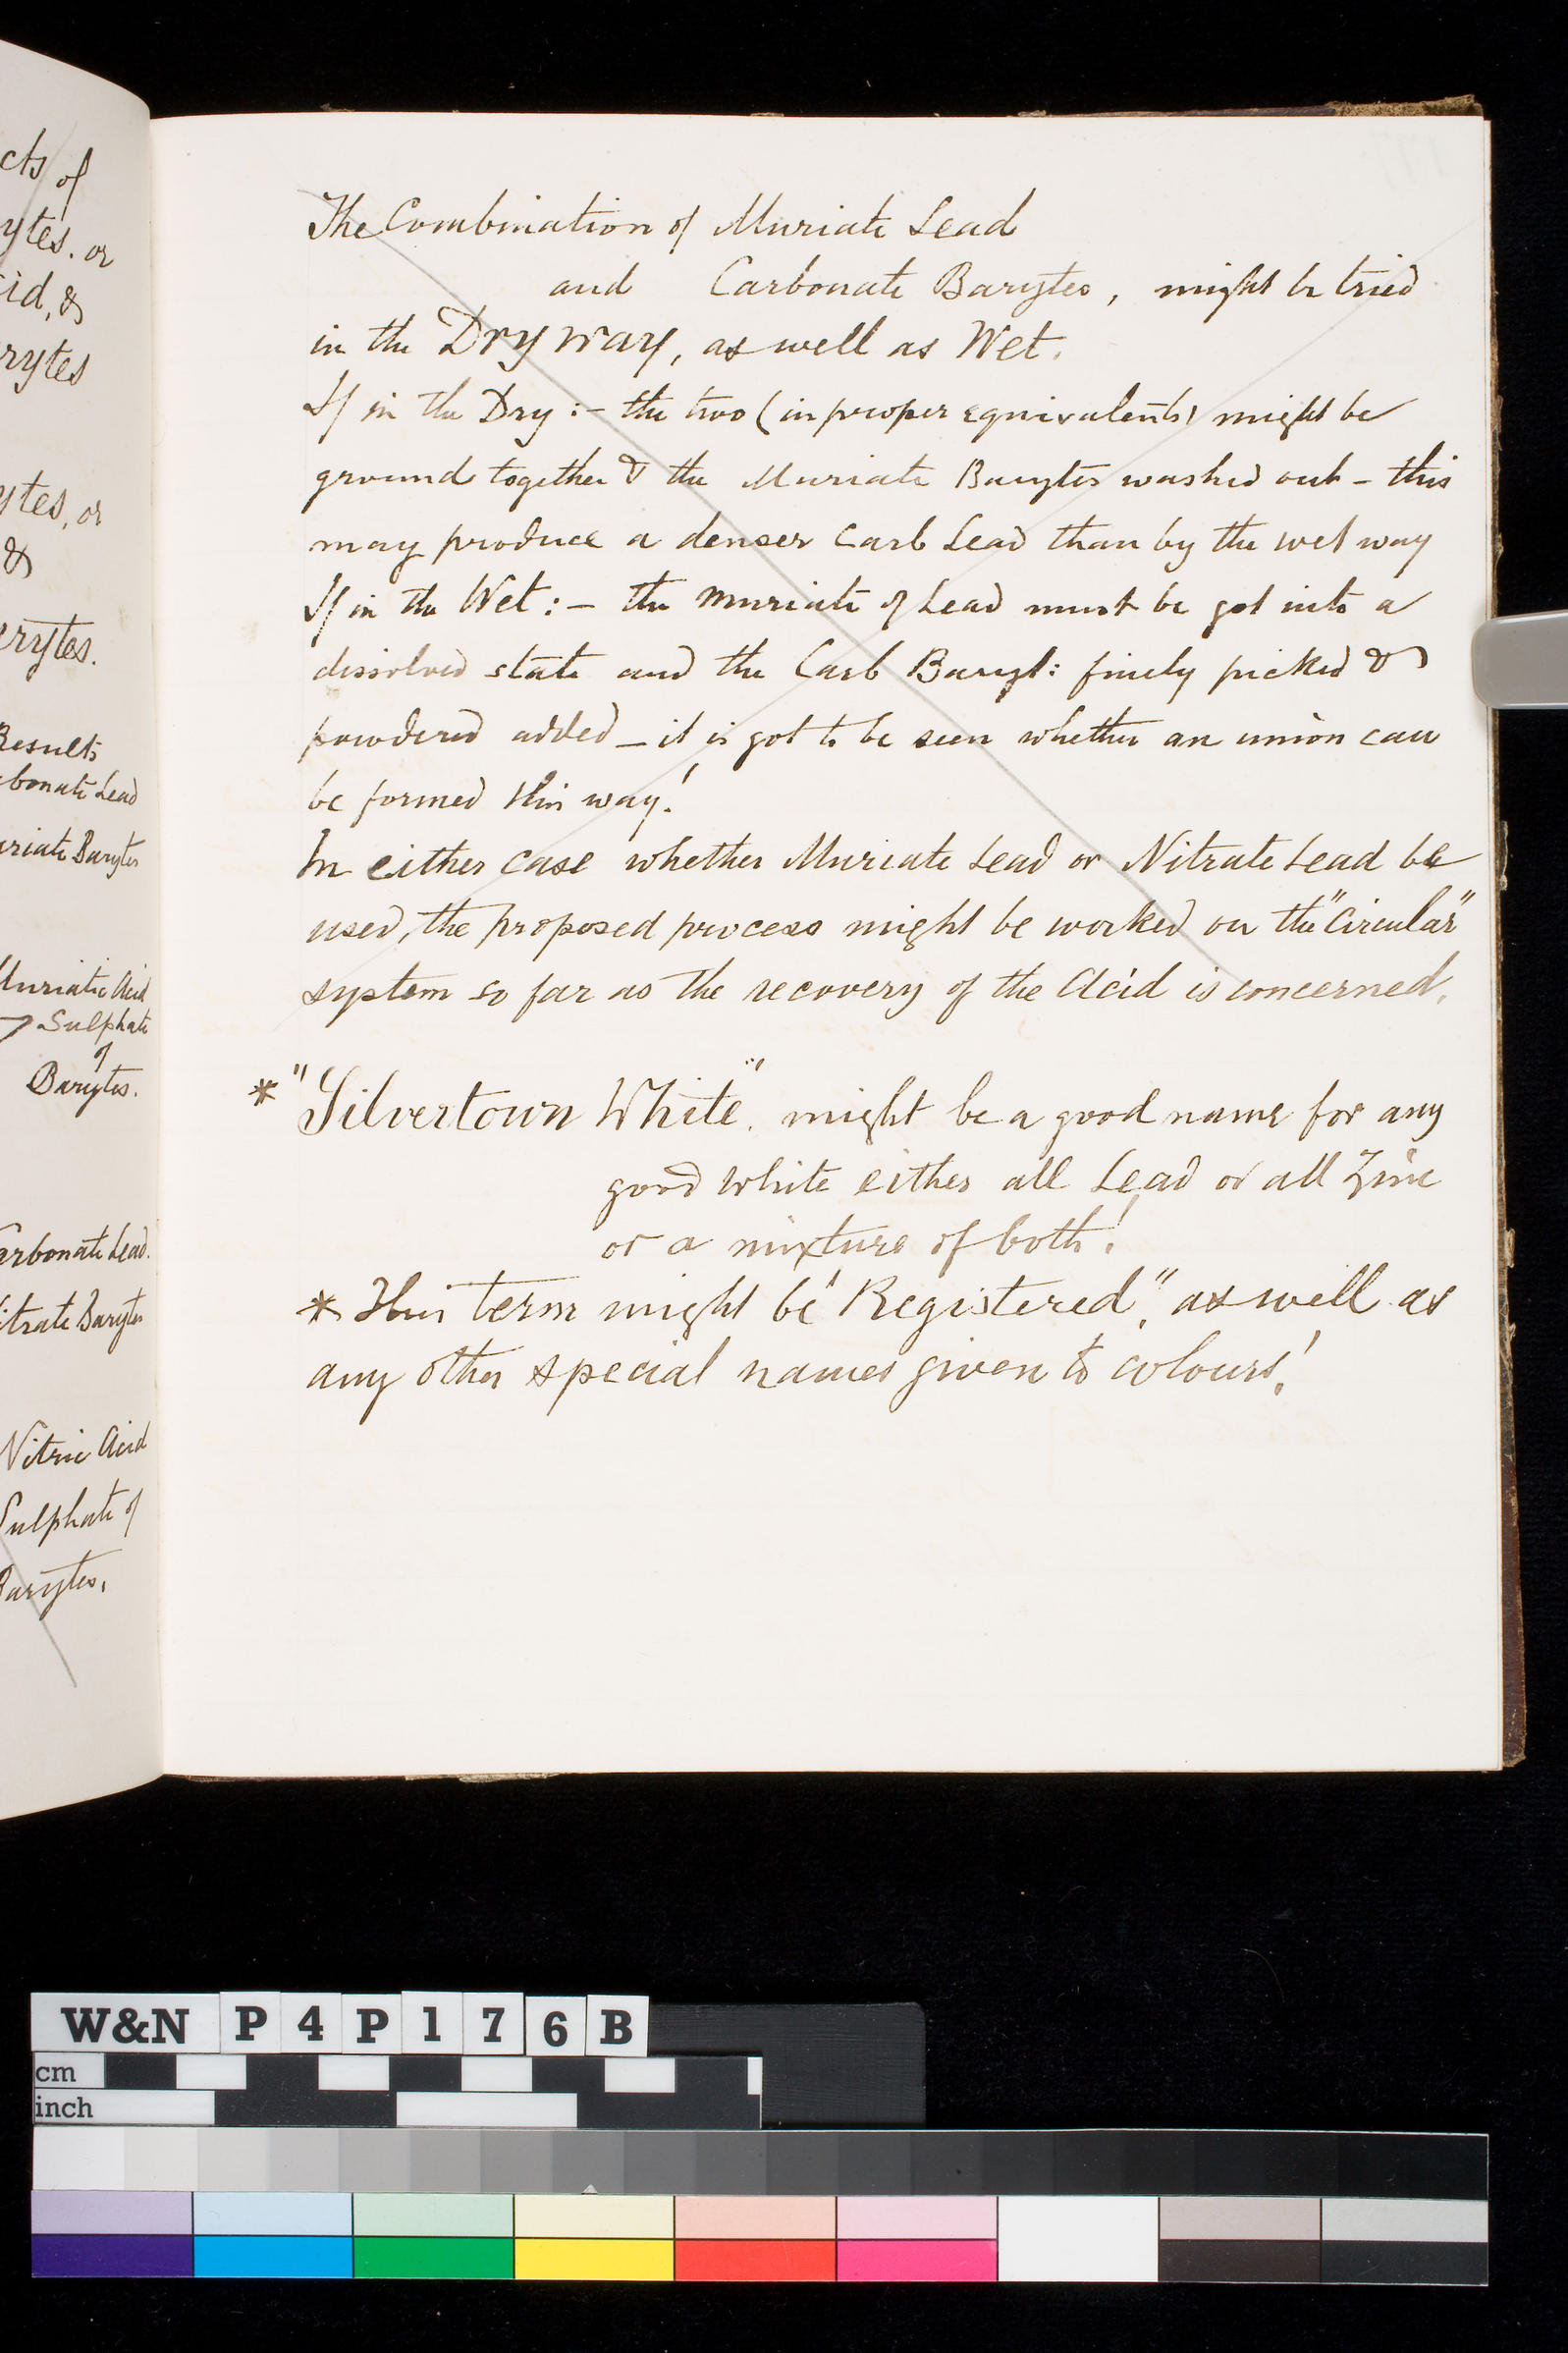 cts of
ytes. or
cid, &
rytes
ytes, or
&
erytes.
Results
rbonate Lead
uriate Barytes
Muriatic Acid
Sulphate
of
Barytes.
arbonate Lead.
itrate Barytes
Nitric Acid
Sulphate of
Barytes.
The Combination of Muriate Lead
and Carbonate Barytes, might be tried
in the Dry way, as well as Wet.
If in the Dry :- the two (in proper equivalents) might be
ground together & the Muriate Barytes washed out - this
may produce a denser Carb Lead than by the wet way
If in the Wet :- the Muriate of Lead must be got into a
dissolved state and the Carb Baryt: finely picked &
powdered added - it is got to be seen whether an union can
be formed this way!
In either case whether Muriate Lead or Nitrate Lead be
used, the proposed process might be worked on the "Circular"
system so far as the recovery of the Acid is concerned.
* "Silvertown White". might be a good name for any
good white either all Lead or all Zinc
or a mixture of both!
* This term might be "Registered", as well as
any other special names given to colours!
W&N P4P176B
cm
inch